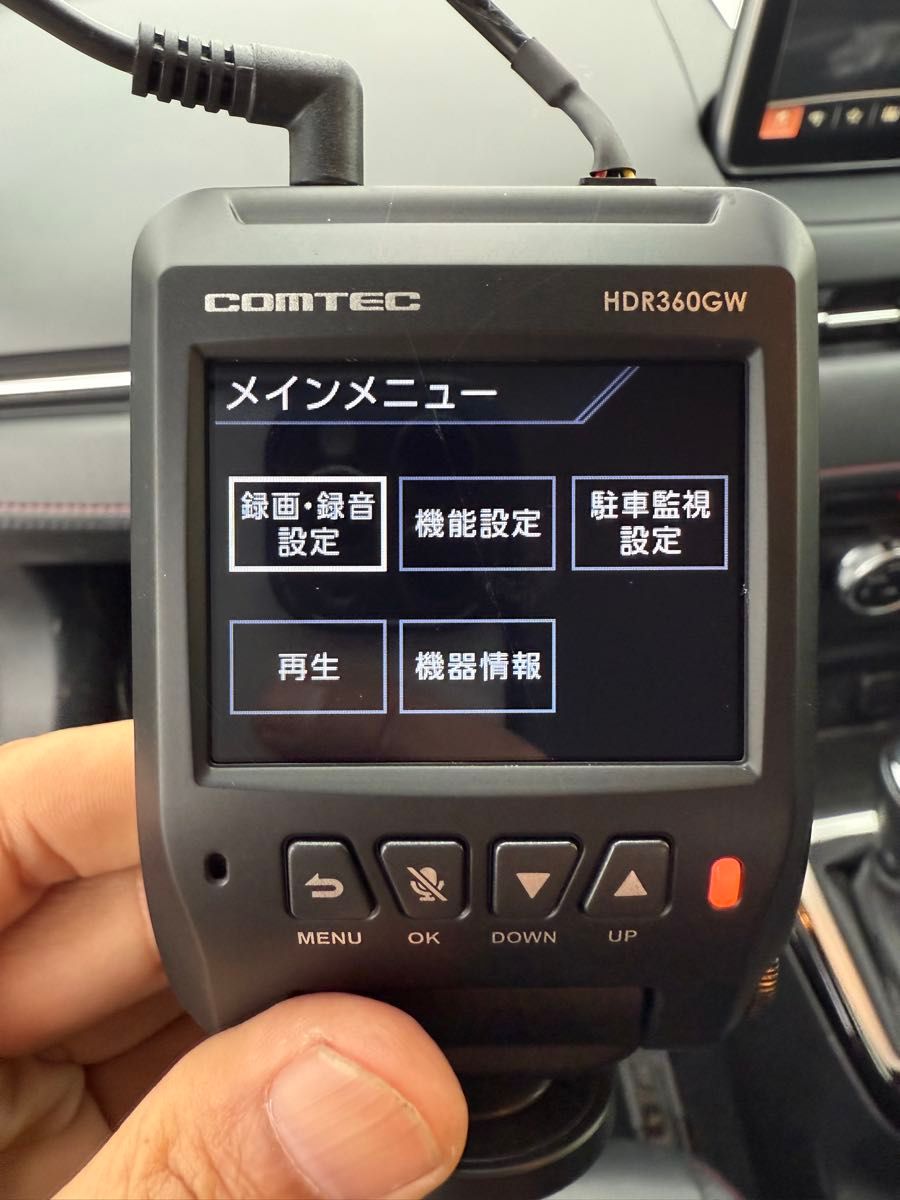 COMTEC HDR360GW
メインメニュー
録画・録音
設定
機能設定
駐車監視
設定
再生
機器情報
MENU OK DOWN UP